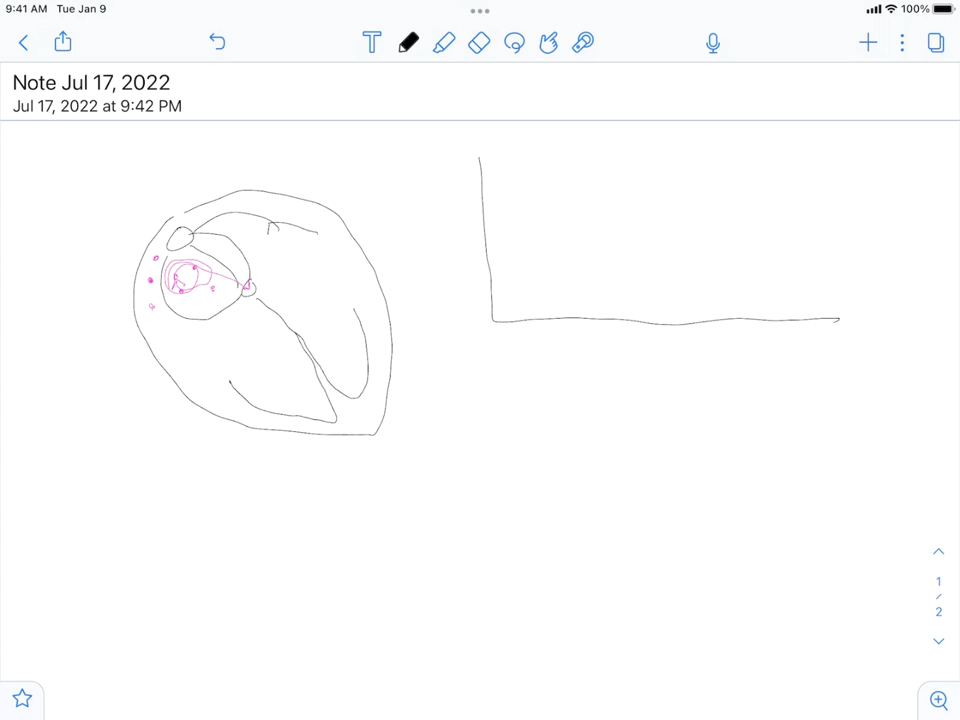 9:41 AM Tue Jan 9
100%
T
Note Jul 17, 2022
Jul 17, 2022 at 9:42 PM
1
/
2